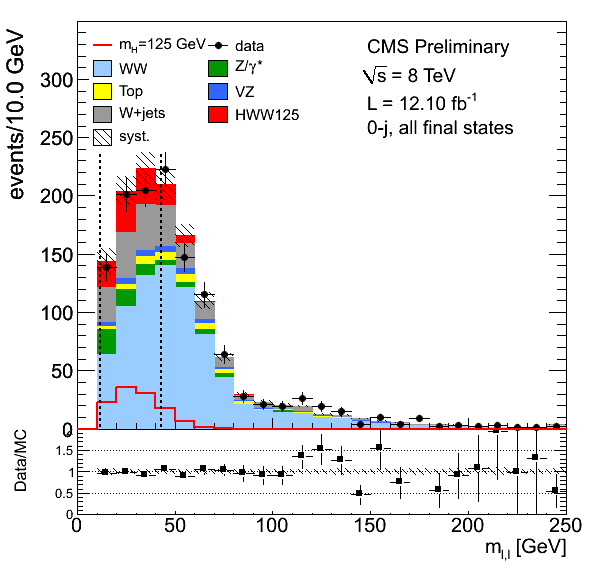 events/10.0 GeV
300
250
200
150
100
50
0
m_H=125 GeV
data
WW
Z/γ*
Top
VZ
W+jets
HWW125
syst.
CMS Preliminary
√s = 8 TeV
L = 12.10 fb⁻¹
0-j, all final states
Data/MC
1.5
1
0.5
0
0 50 100 150 200 250
m_l,l [GeV]